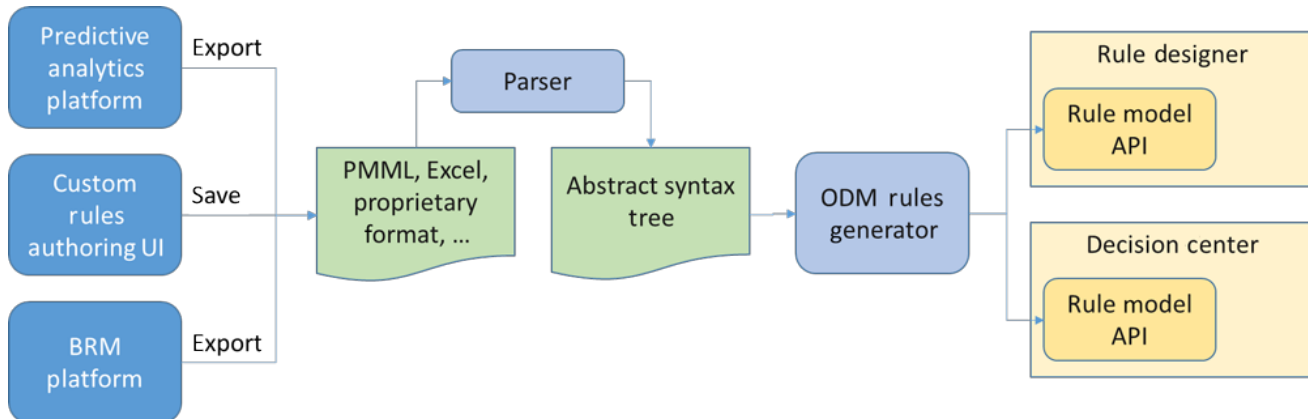 Predictive
analytics
platform
Export
Custom
rules
authoring UI
Save
BRM
platform
Export
PMML, Excel,
proprietary
format, ...
Parser
Abstract syntax
tree
ODM rules
generator
Rule designer
Rule model
API
Decision center
Rule model
API